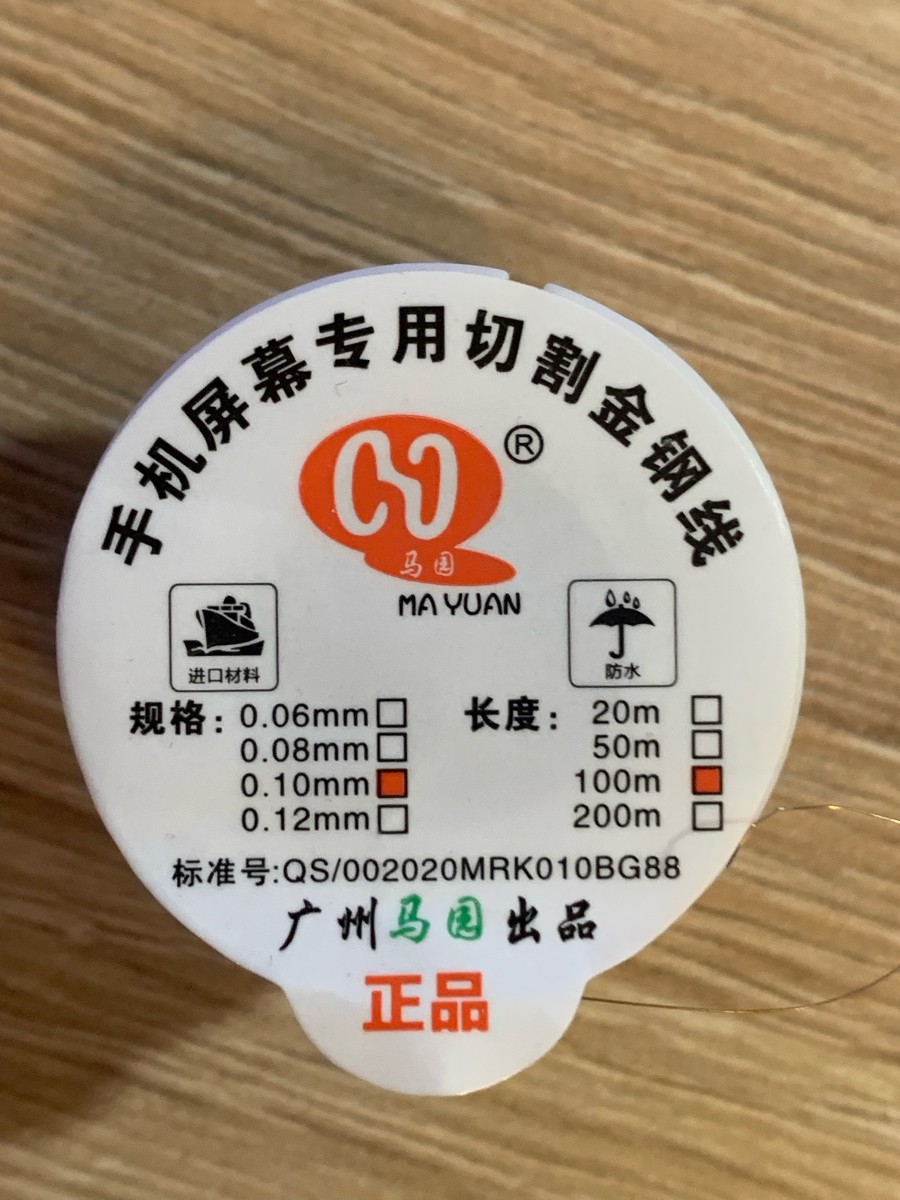 手机屏幕专用切割金钢线
®
马园
MA YUAN
进口材料
防水
规格: 0.06mm
0.08mm
0.10mm
0.12mm
长度: 20m
50m
100m
200m
标准号:QS/002020MRK010BG88
广州马园出品
正品